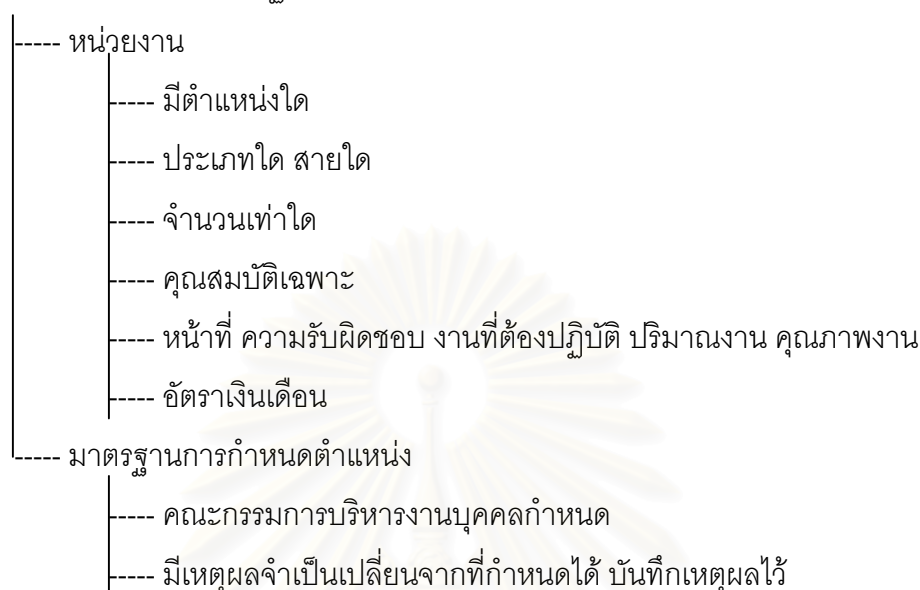 ----- หน่วยงาน
----- มีตำแหน่งใด
----- ประเภทใด สายใด
----- จำนวนเท่าใด
----- คุณสมบัติเฉพาะ
----- หน้าที่ ความรับผิดชอบ งานที่ต้องปฏิบัติ ปริมาณงาน คุณภาพงาน
----- อัตราเงินเดือน
----- มาตรฐานการกำหนดตำแหน่ง
----- คณะกรรมการบริหารงานบุคคลกำหนด
----- มีเหตุผลจำเป็นเปลี่ยนจากที่กำหนดได้ บันทึกเหตุผลไว้